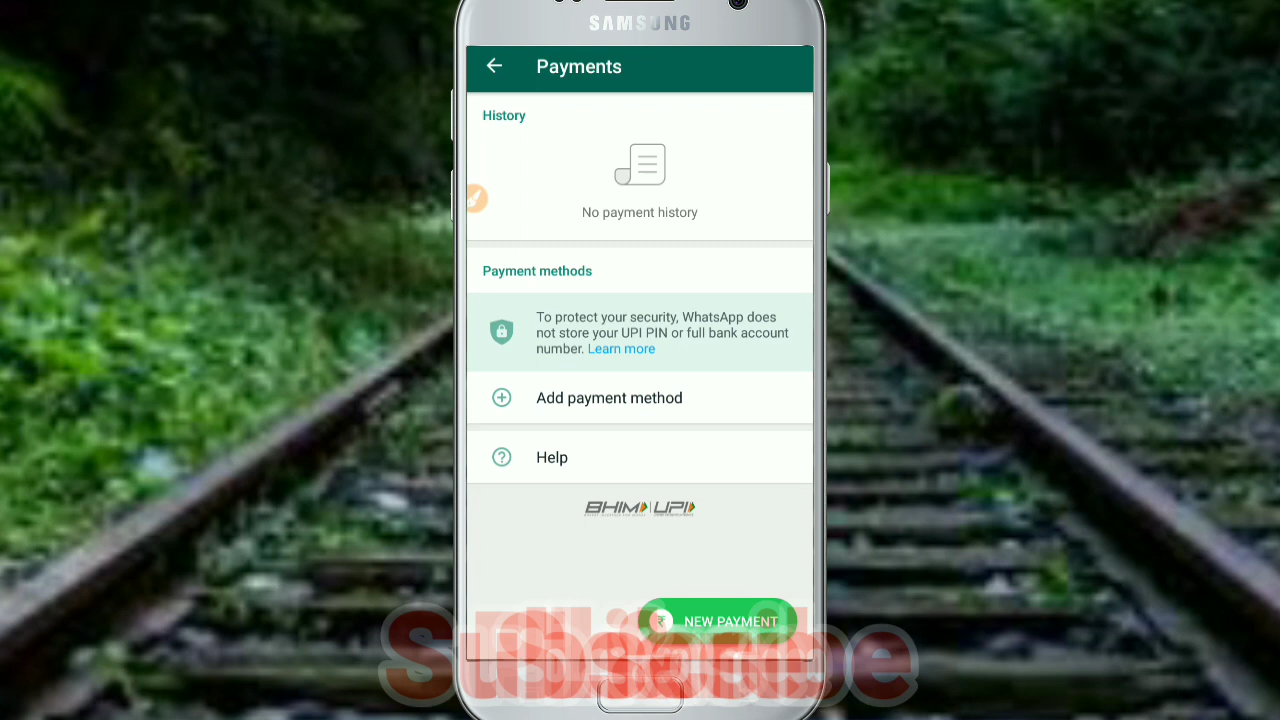 SAMSUNG
Payments
History
No payment history
Payment methods
To protect your security, WhatsApp does
not store your UPI PIN or full bank account
number. Learn more
Add payment method
Help
BHIM UPI
₹ NEW PAYMENT